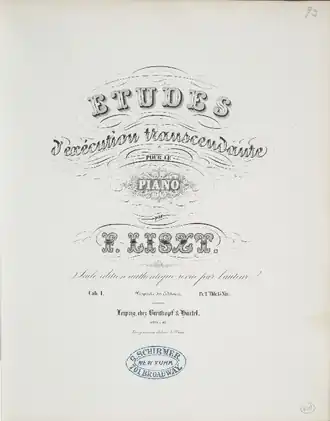 ETUDES
d'exécution transcendante
POUR LE
PIANO
par
F. LISZT.
Seule édition authentique revue par l'auteur.
Cah. I.
Leipzig, chez Breitkopf & Härtel.
G. SCHIRMER
NEW YORK
701 BROADWAY